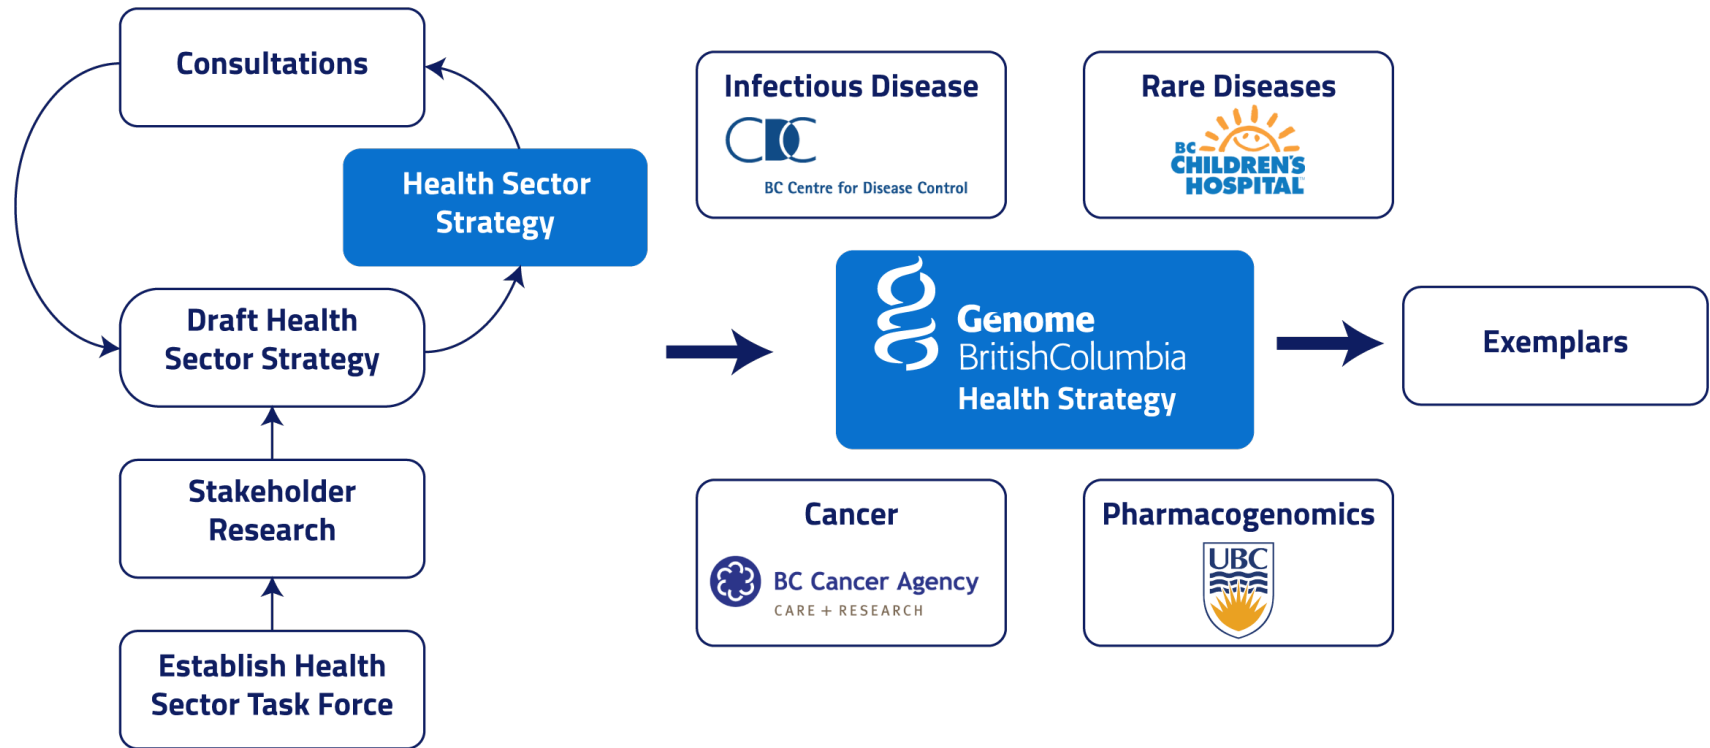 Consultations
Health Sector
Strategy
Draft Health
Sector Strategy
Stakeholder
Research
Establish Health
Sector Task Force
Infectious Disease
CDC
BC Centre for Disease Control
Rare Diseases
BC
CHILDREN'S
HOSPITAL
Genome
BritishColumbia
Health Strategy
Cancer
BC Cancer Agency
CARE + RESEARCH
Pharmacogenomics
UBC
Exemplars